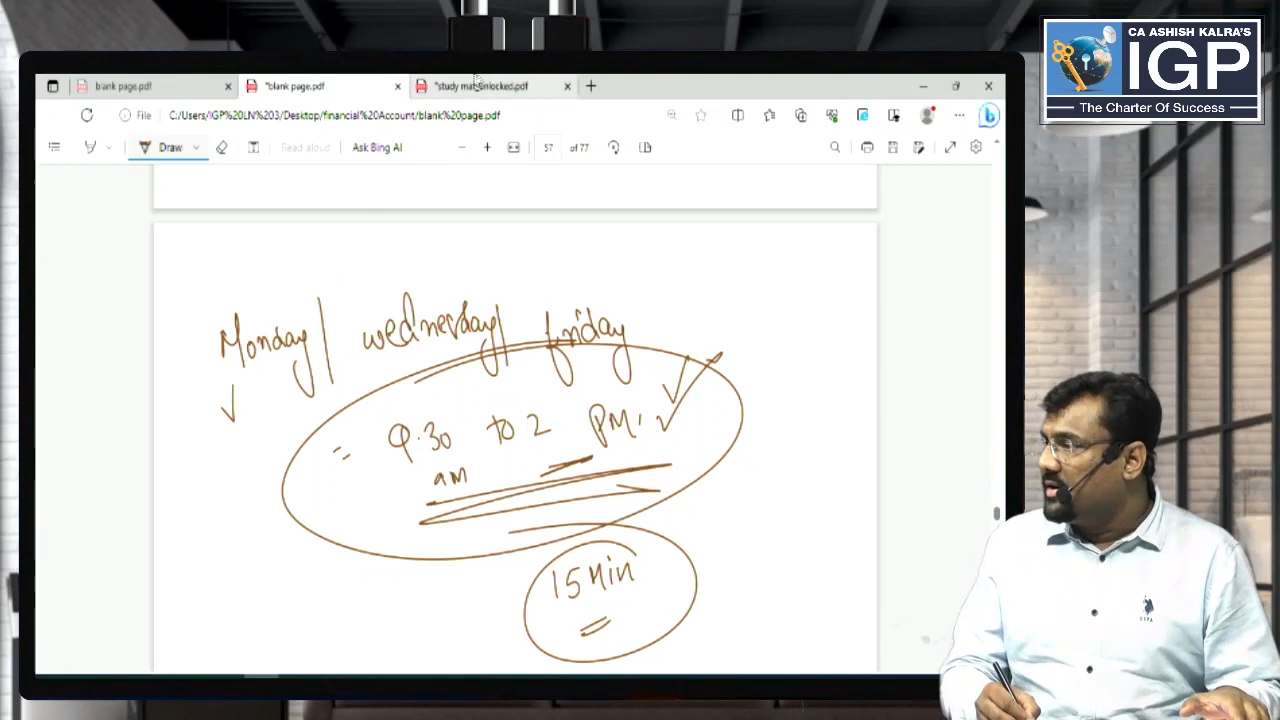 CA ASHISH KALRA'S
IGP
The Charter Of Success
blank page.pdf
*blank page.pdf
*study mat unlocked.pdf
File
C:/Users/IGP%20LN%203/Desktop/financial%20Account/blank%20page.pdf
Draw
Read aloud
Ask Bing AI
57 of 77
Monday/ wednesday/ friday
= 9.30 to 2 PM.
am
15 Min
USPA